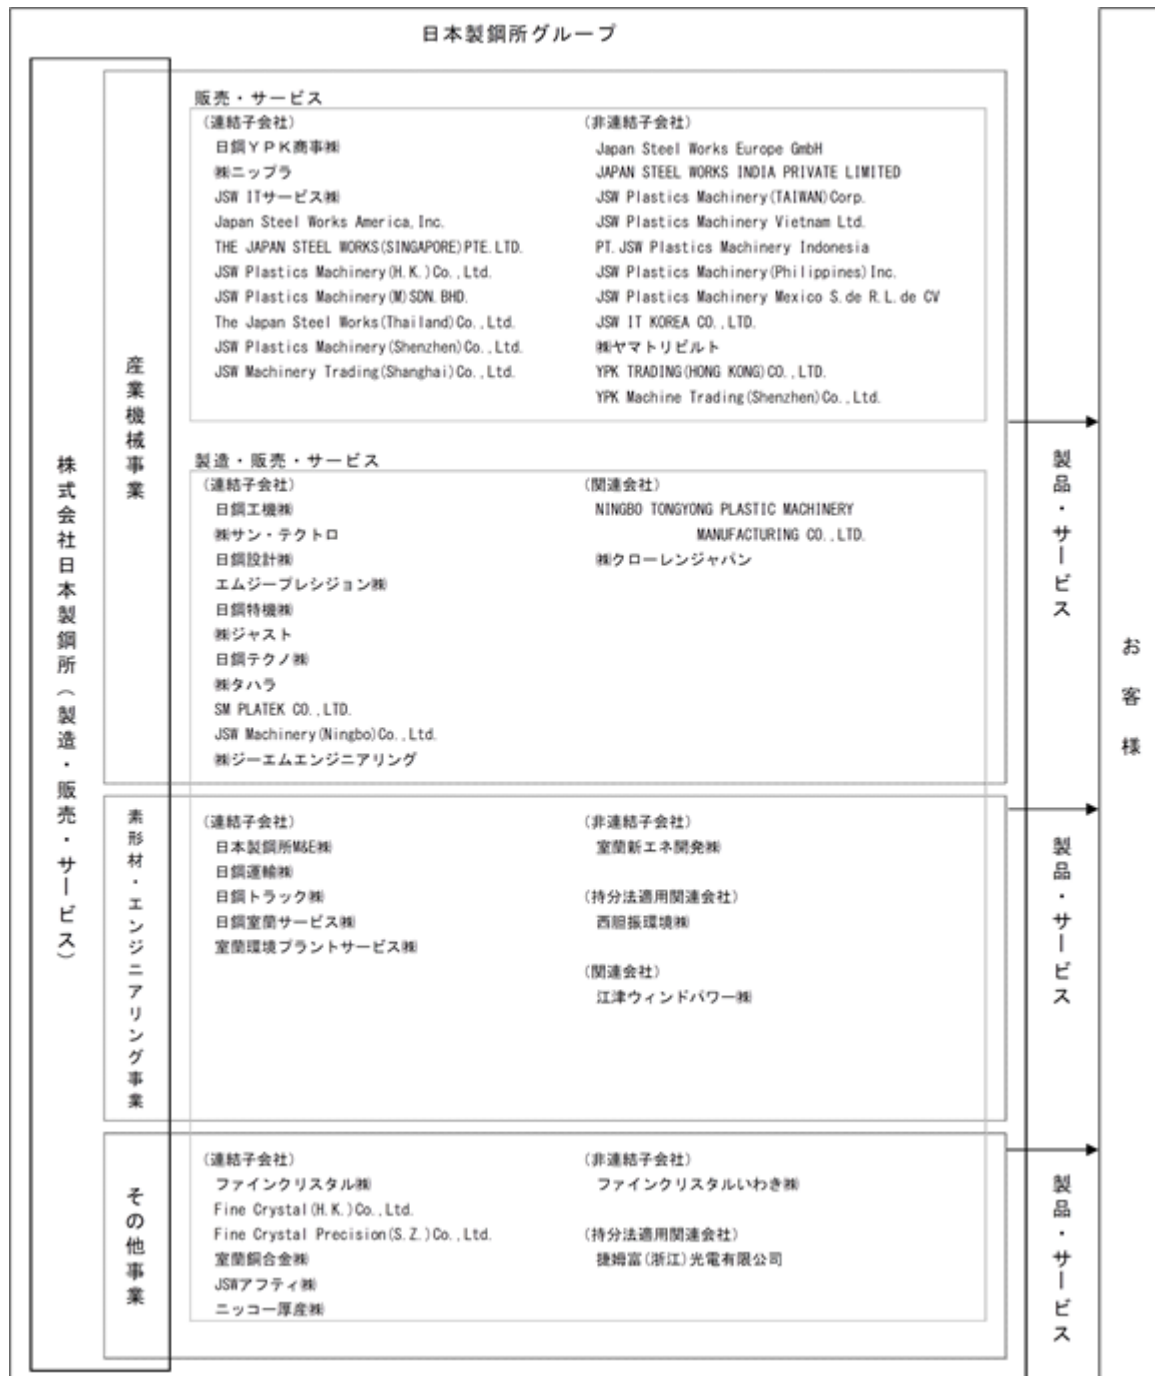 日本製鋼所グループ
株式会社日本製鋼所(製造・販売・サービス)
産業機械事業
販売・サービス
(連結子会社)
日鋼YPK商事㈱
㈱ニップラ
JSW ITサービス㈱
Japan Steel Works America, Inc.
THE JAPAN STEEL WORKS(SINGAPORE)PTE.LTD.
JSW Plastics Machinery(H.K.)Co.,Ltd.
JSW Plastics Machinery(M)SDN.BHD.
The Japan Steel Works(Thailand)Co.,Ltd.
JSW Plastics Machinery(Shenzhen)Co.,Ltd.
JSW Machinery Trading(Shanghai)Co.,Ltd.
(非連結子会社)
Japan Steel Works Europe GmbH
JAPAN STEEL WORKS INDIA PRIVATE LIMITED
JSW Plastics Machinery(TAIWAN)Corp.
JSW Plastics Machinery Vietnam Ltd.
PT.JSW Plastics Machinery Indonesia
JSW Plastics Machinery(Philippines)Inc.
JSW Plastics Machinery Mexico S.de R.L.de CV
JSW IT KOREA CO.,LTD.
㈱ヤマトリビルト
YPK TRADING(HONG KONG)CO.,LTD.
YPK Machine Trading(Shenzhen)Co.,Ltd.
製造・販売・サービス
(連結子会社)
日鋼工機㈱
㈱サン・テクトロ
日鋼設計㈱
エムジープレシジョン㈱
日鋼特機㈱
㈱ジャスト
日鋼テクノ㈱
㈱タハラ
SM PLATEK CO.,LTD.
JSW Machinery(Ningbo)Co.,Ltd.
㈱ジーエムエンジニアリング
(関連会社)
NINGBO TONGYONG PLASTIC MACHINERY
MANUFACTURING CO.,LTD.
㈱クローレンジャパン
製品・サービス
素形材・エンジニアリング事業
(連結子会社)
日本製鋼所M&E㈱
日鋼運輸㈱
日鋼トラック㈱
日鋼室蘭サービス㈱
室蘭環境プラントサービス㈱
(非連結子会社)
室蘭新エネ開発㈱
(持分法適用関連会社)
西胆振環境㈱
(関連会社)
江津ウィンドパワー㈱
製品・サービス
その他事業
(連結子会社)
ファインクリスタル㈱
Fine Crystal(H.K.)Co.,Ltd.
Fine Crystal Precision(S.Z.)Co.,Ltd.
室蘭銅合金㈱
JSWアフティ㈱
ニッコー厚産㈱
(非連結子会社)
ファインクリスタルいわき㈱
(持分法適用関連会社)
捷姆富(浙江)光電有限公司
製品・サービス
お客様